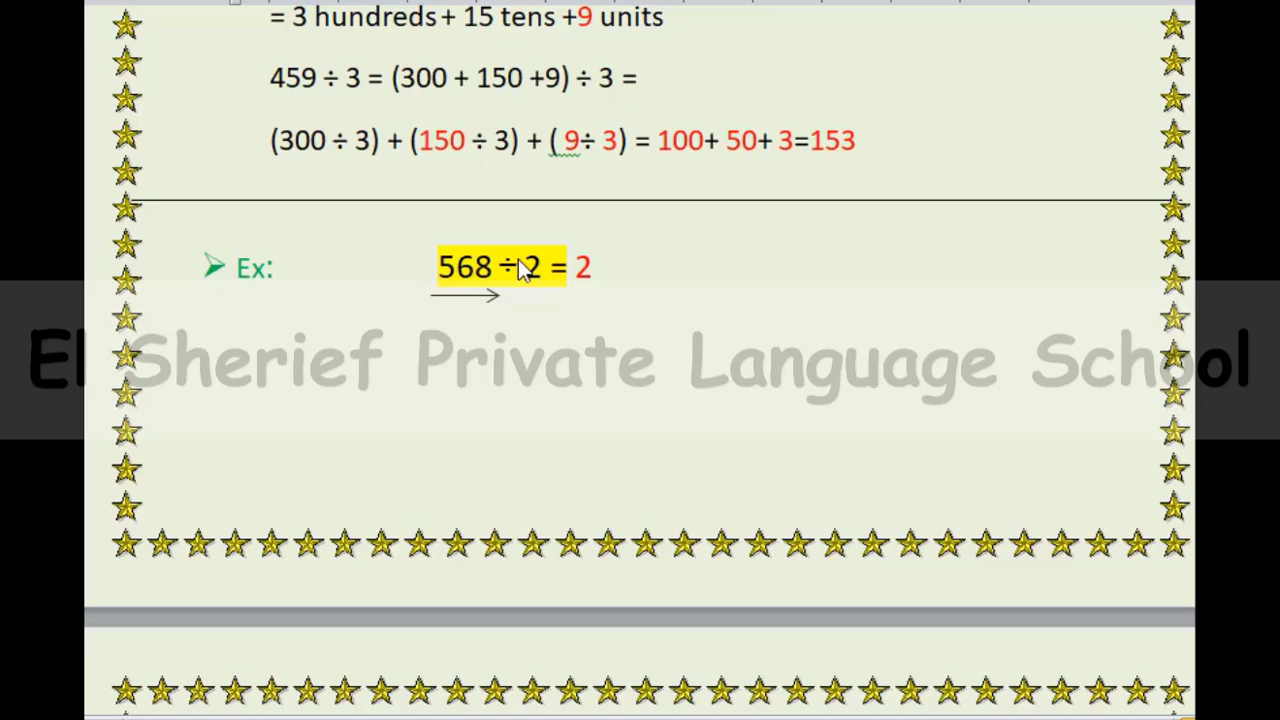 = 3 hundreds + 15 tens +9 units
459 ÷ 3 = (300 + 150 +9) ÷ 3 =
(300 ÷ 3) + (150 ÷ 3) + ( 9÷ 3) = 100+ 50+ 3=153
Ex: 568 ÷ 2 = 2
El Sherief Private Language School